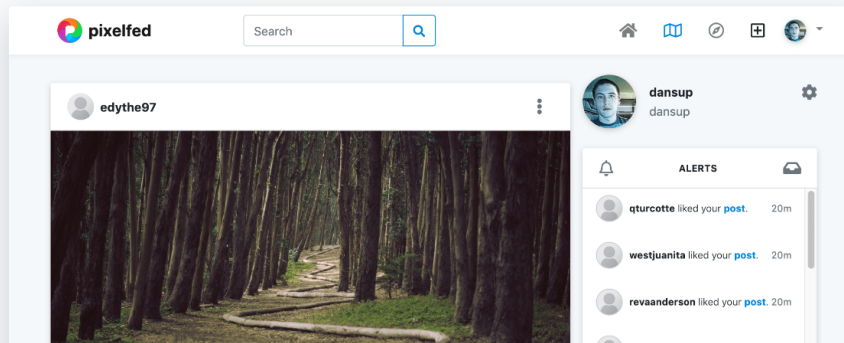 pixelfed
Search
edythe97
dansup
dansup
ALERTS
qturcotte liked your post. 20m
westjuanita liked your post. 20m
revaanderson liked your post. 20m